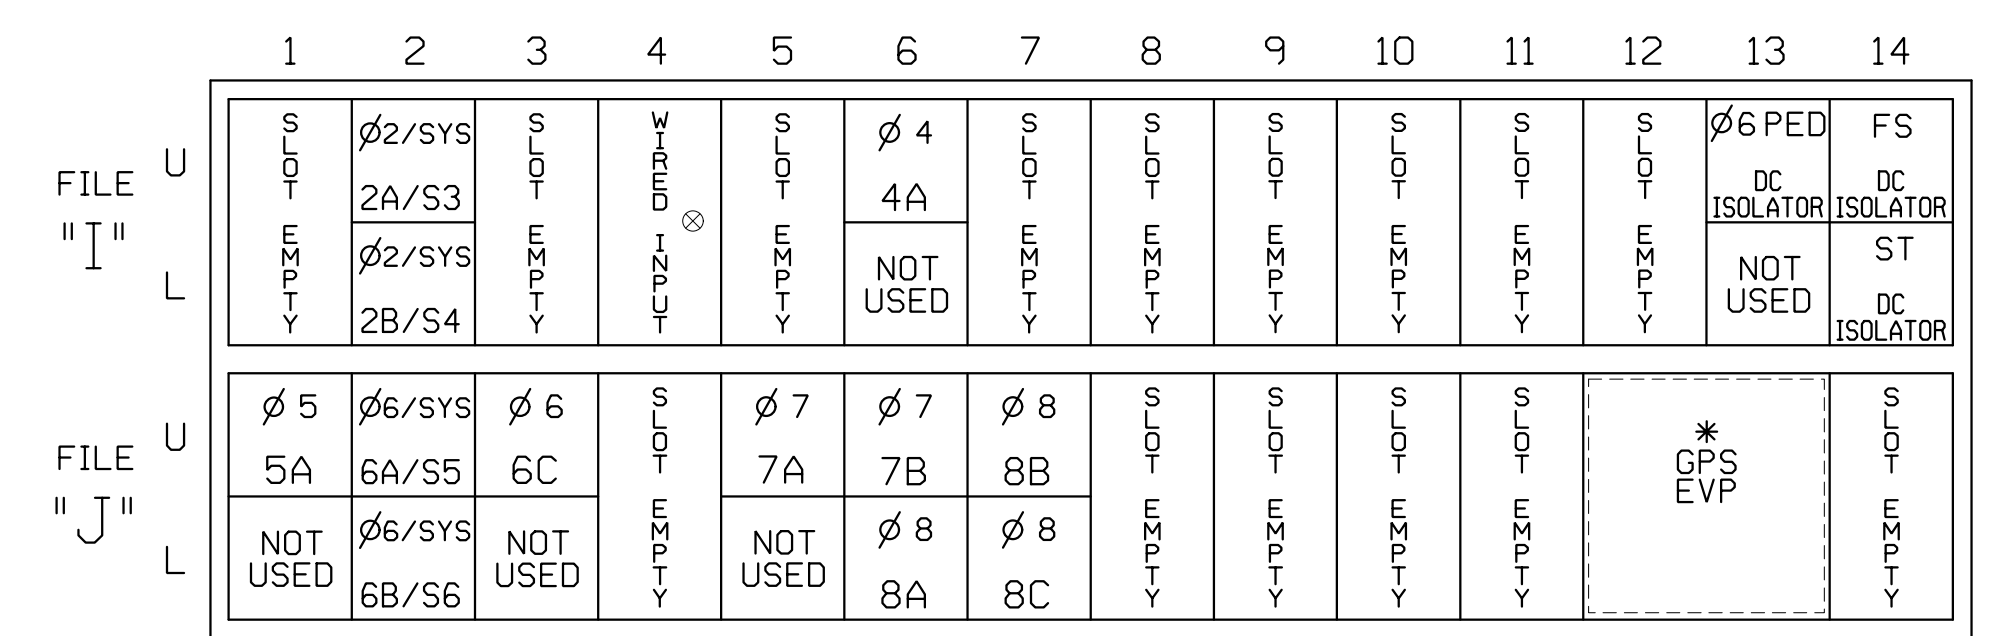 1 2 3 4 5 6 7 8 9 10 11 12 13 14
FILE
"I"
U
L
SLOT EMPTY
Ø2/SYS
2A/S3
Ø2/SYS
2B/S4
SLOT EMPTY
WIRED INPUT
SLOT EMPTY
Ø 4
4A
NOT
USED
SLOT EMPTY
SLOT EMPTY
SLOT EMPTY
SLOT EMPTY
SLOT EMPTY
SLOT EMPTY
Ø6 PED
DC
ISOLATOR
NOT
USED
FS
DC
ISOLATOR
ST
DC
ISOLATOR
FILE
"J"
U
L
Ø 5
5A
NOT
USED
Ø6/SYS
6A/S5
Ø6/SYS
6B/S6
Ø 6
6C
NOT
USED
SLOT EMPTY
Ø 7
7A
NOT
USED
Ø 7
7B
Ø 8
8A
Ø 8
8B
Ø 8
8C
SLOT EMPTY
SLOT EMPTY
SLOT EMPTY
SLOT EMPTY
*
GPS
EVP
SLOT EMPTY